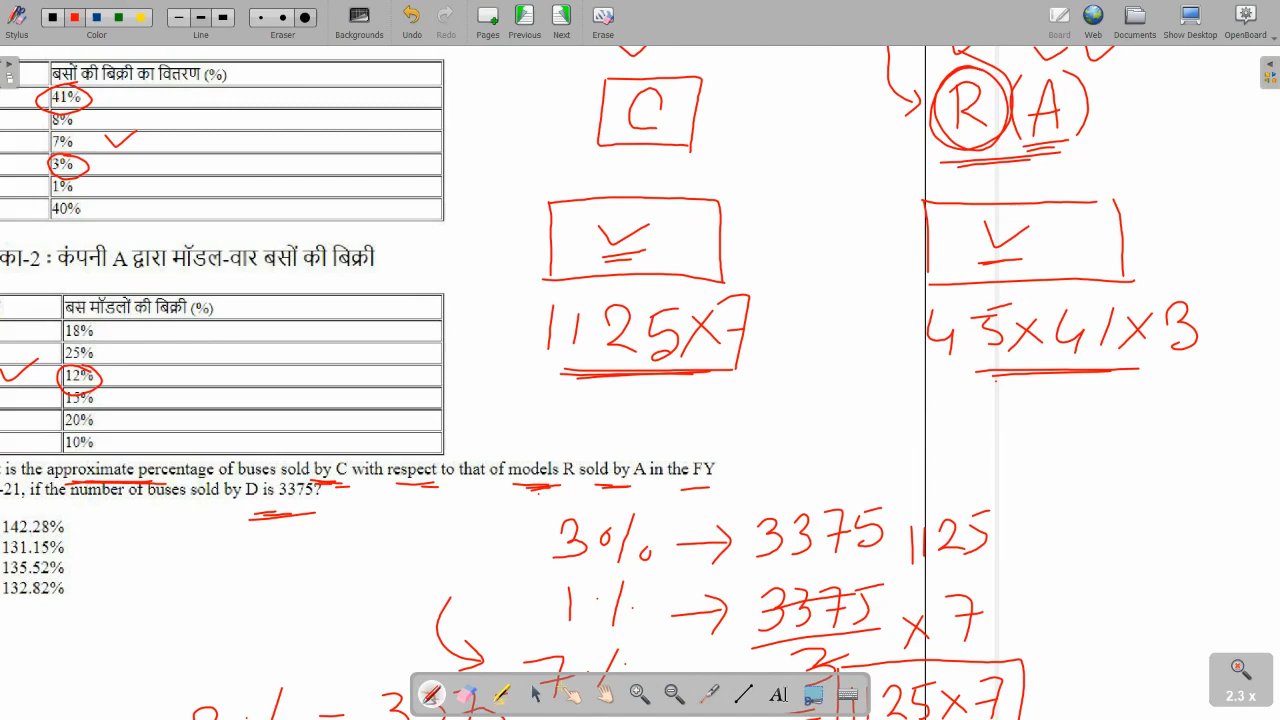 Stylus
Color
Line
Eraser
Backgrounds
Undo
Redo
Pages
Previous
Next
Erase
Board
Web
Documents
Show Desktop
OpenBoard
बसों की बिक्री का वितरण (%)
41%
8%
7%
3%
1%
40%
का-2 : कंपनी A द्वारा मॉडल-वार बसों की बिक्री
बस मॉडलों की बिक्री (%)
18%
25%
12%
15%
20%
10%
is the approximate percentage of buses sold by C with respect to that of models R sold by A in the FY
-21, if the number of buses sold by D is 3375?
142.28%
131.15%
135.52%
132.82%
C
R (A)
1125×7
45×41×3
3% → 3375 1125
1% → 3375 × 7
3
7%
= 1125×7
2.3 x